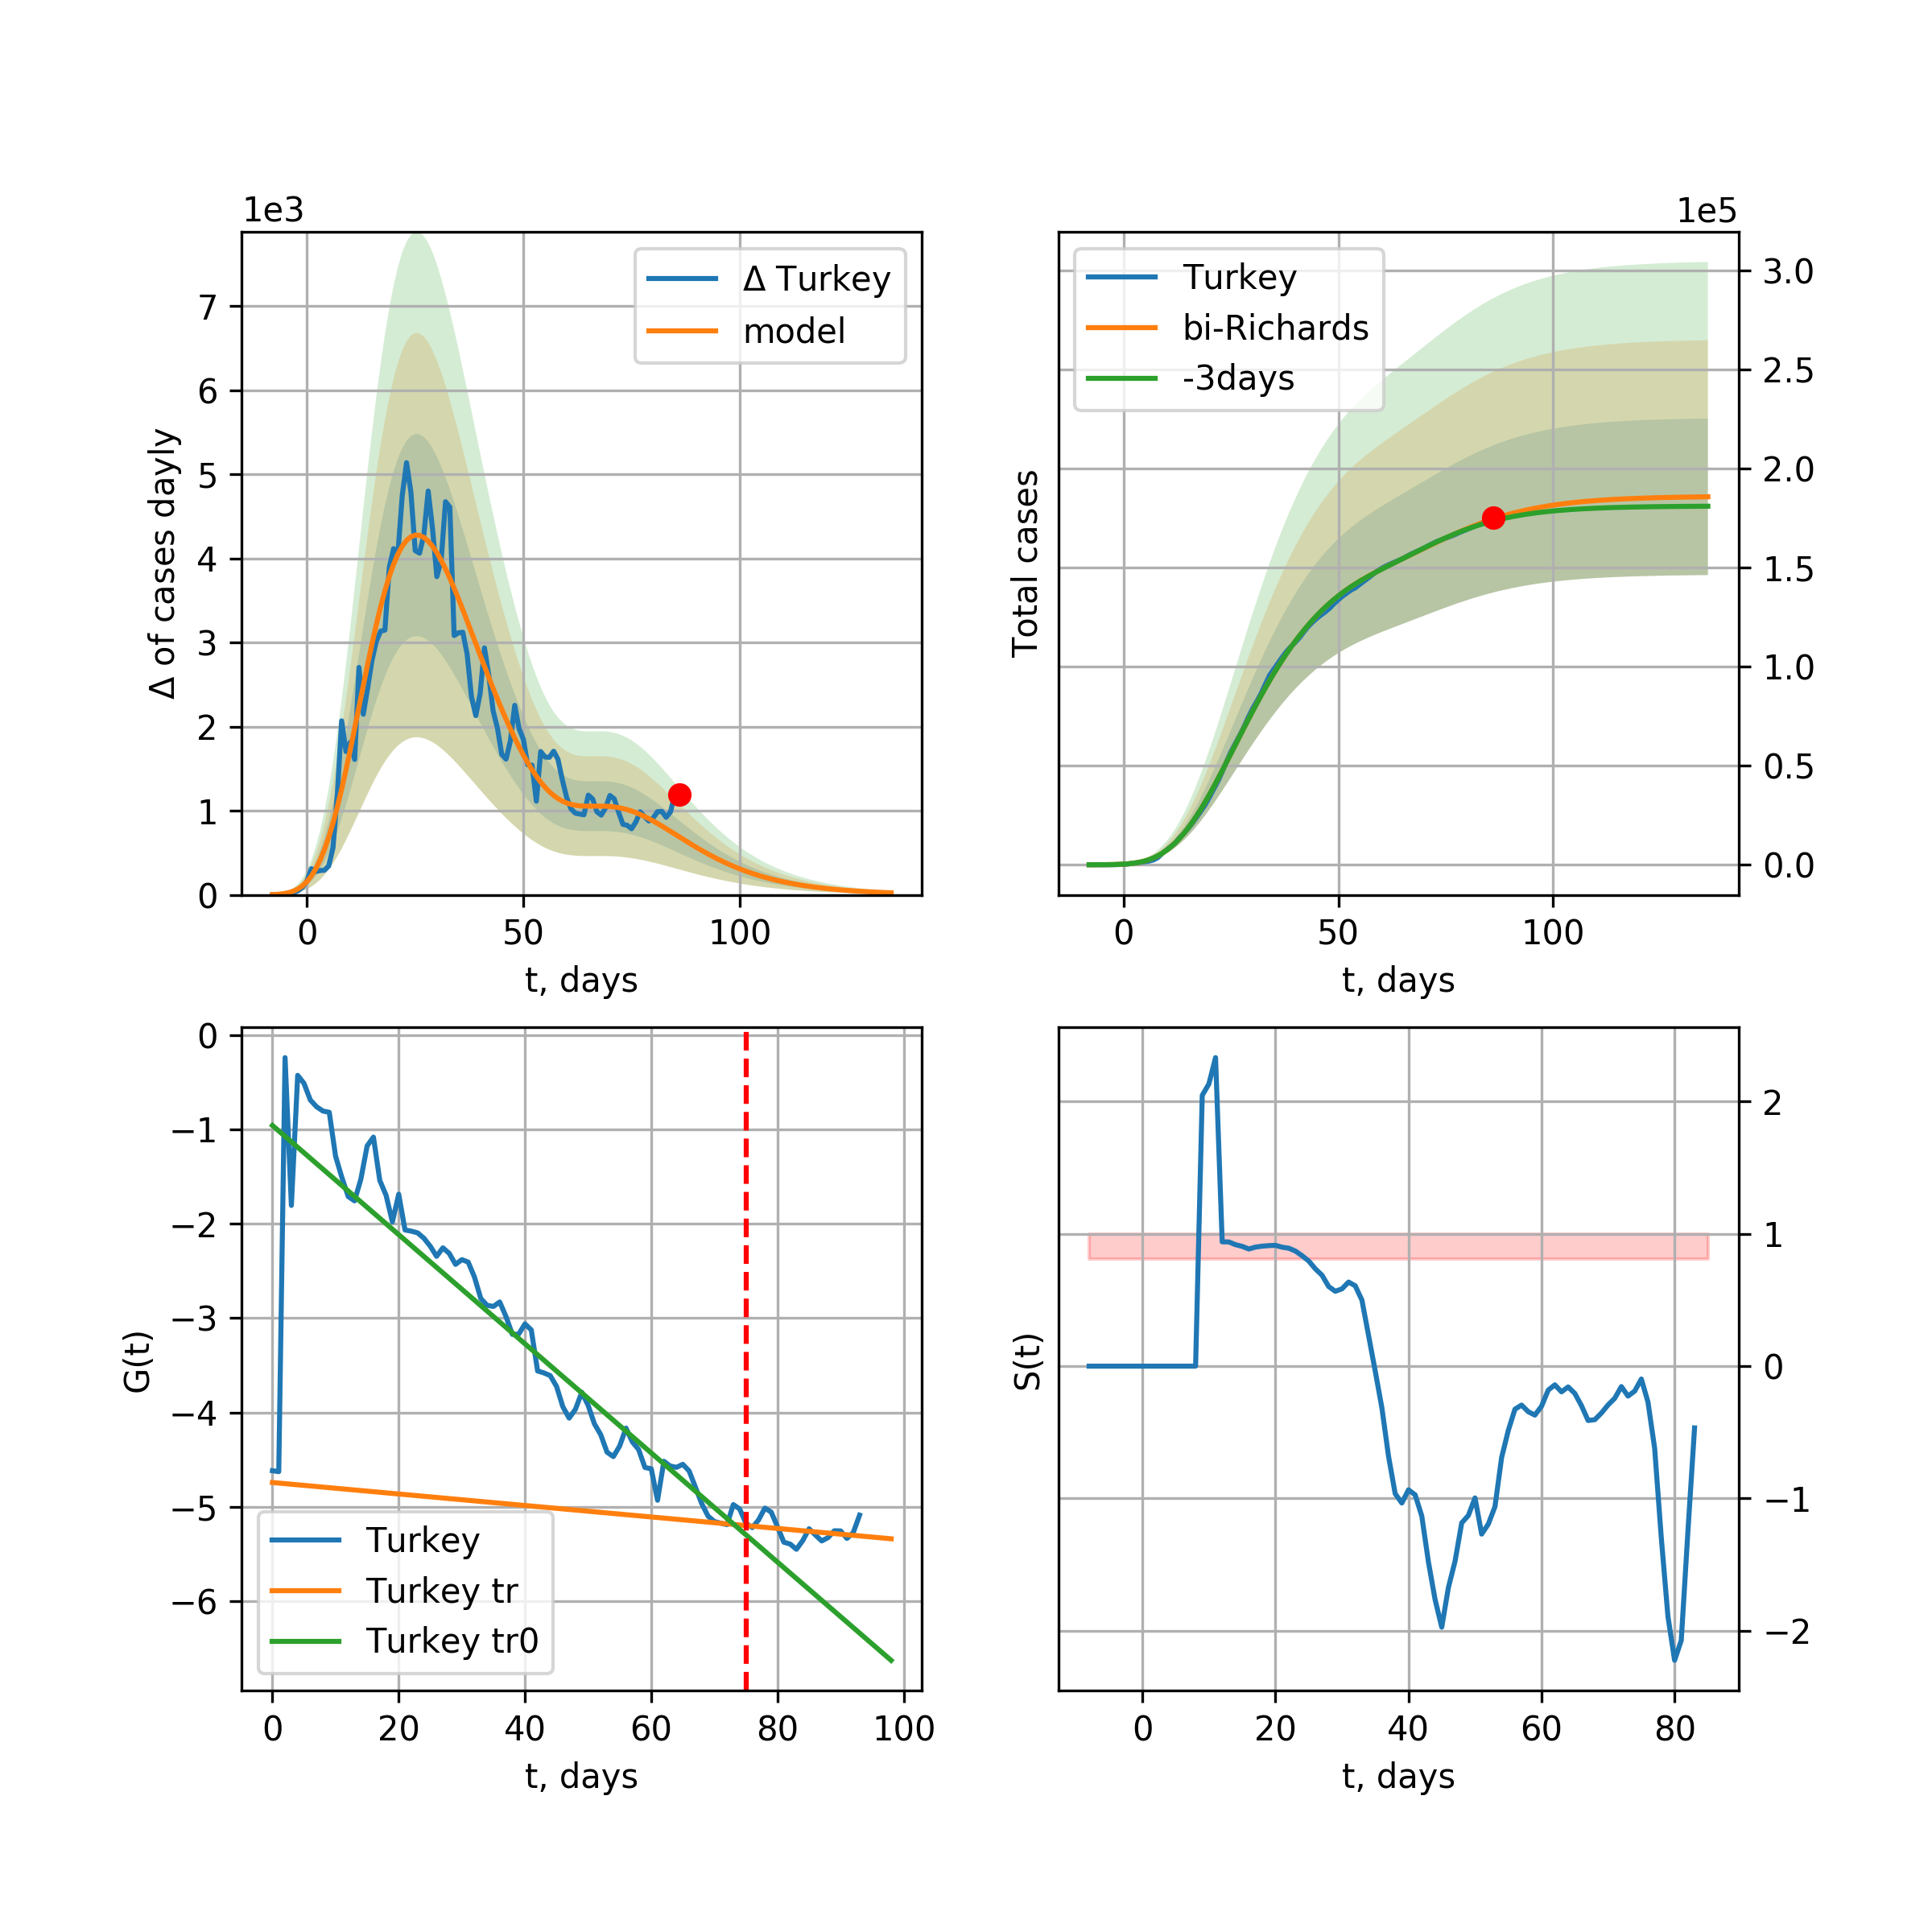 1e3
Δ of cases dayly
7
6
5
4
3
2
1
0
Δ Turkey
model
0 50 100
t, days
1e5
Total cases
Turkey
bi-Richards
-3days
3.0
2.5
2.0
1.5
1.0
0.5
0.0
0 50 100
t, days
G(t)
0
−1
−2
−3
−4
−5
−6
Turkey
Turkey tr
Turkey tr0
0 20 40 60 80 100
t, days
S(t)
2
1
0
−1
−2
0 20 40 60 80
t, days